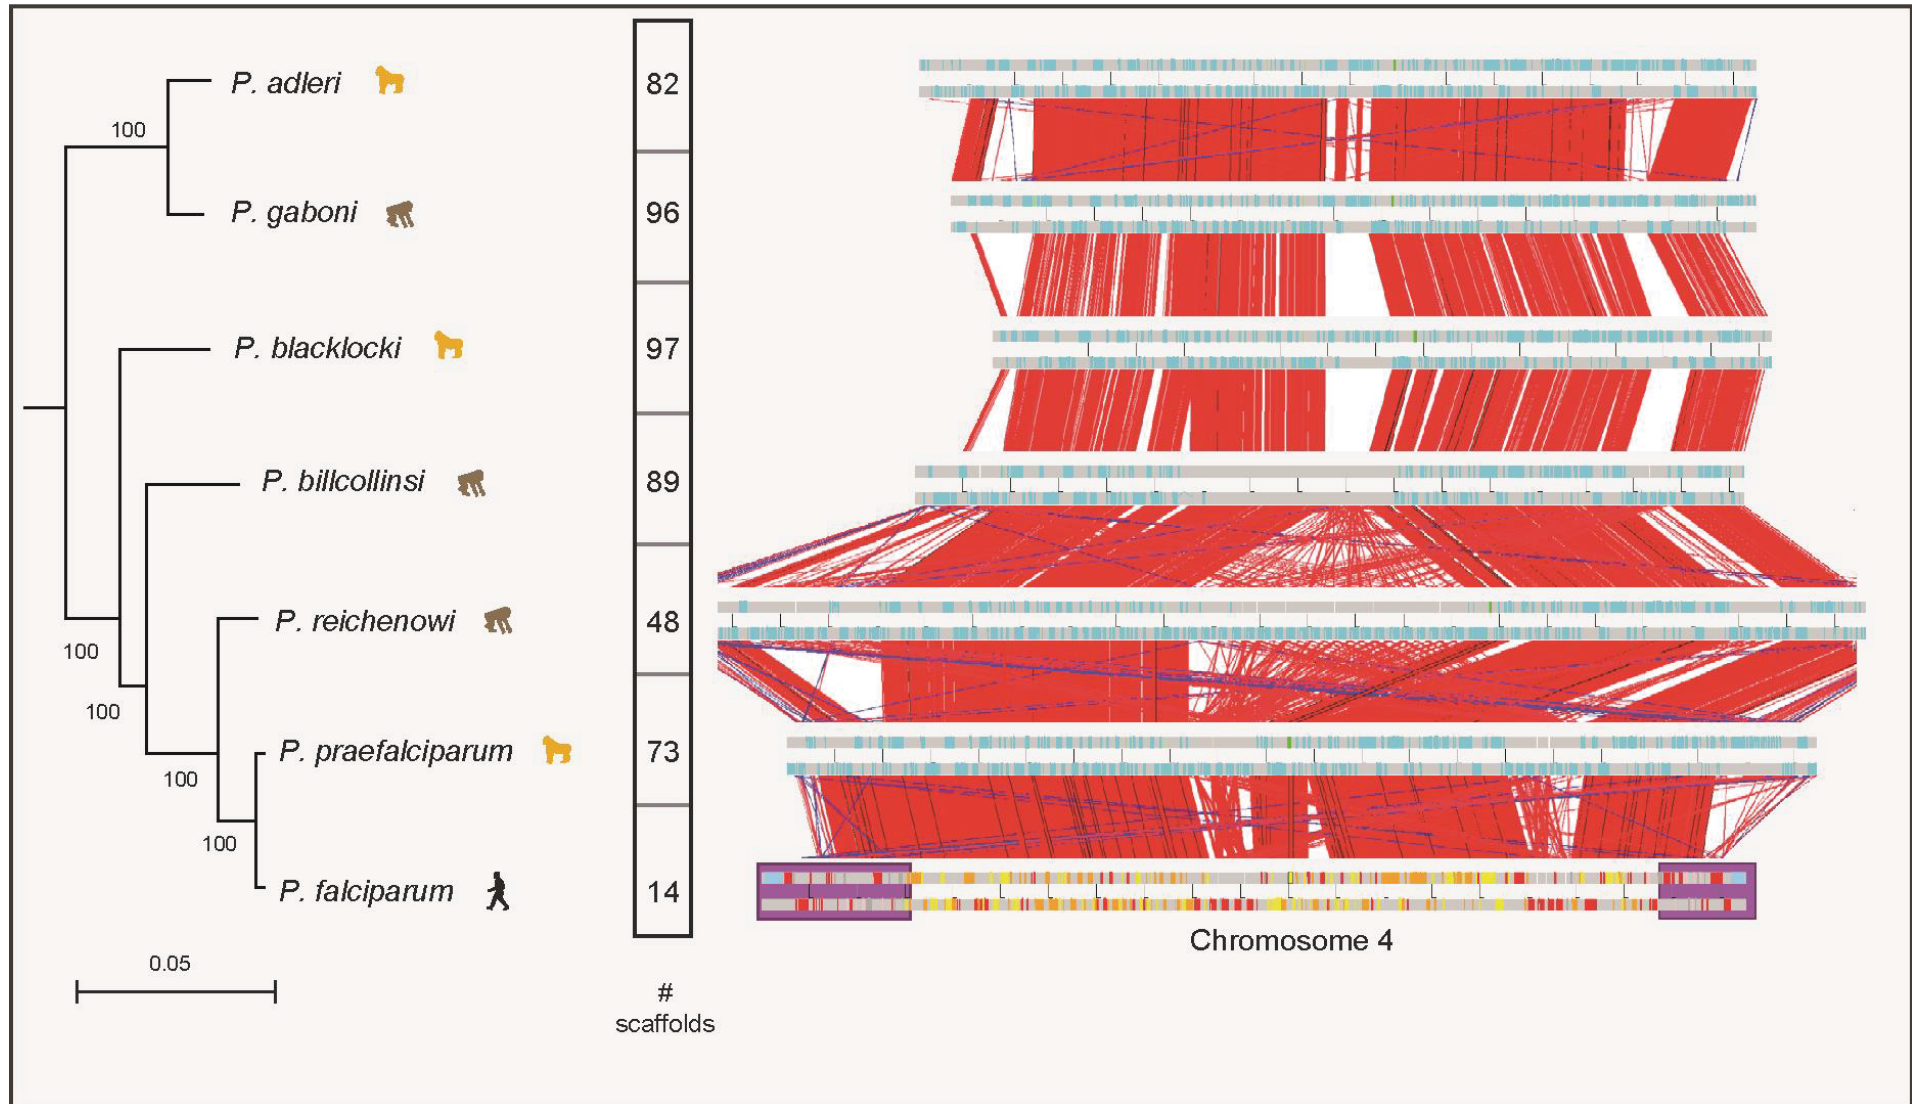 P. adleri
82
100
P. gaboni
96
P. blacklocki
97
P. billcollinsi
89
P. reichenowi
48
100
100
P. praefalciparum
73
100
100
P. falciparum
14
Chromosome 4
0.05
#
scaffolds